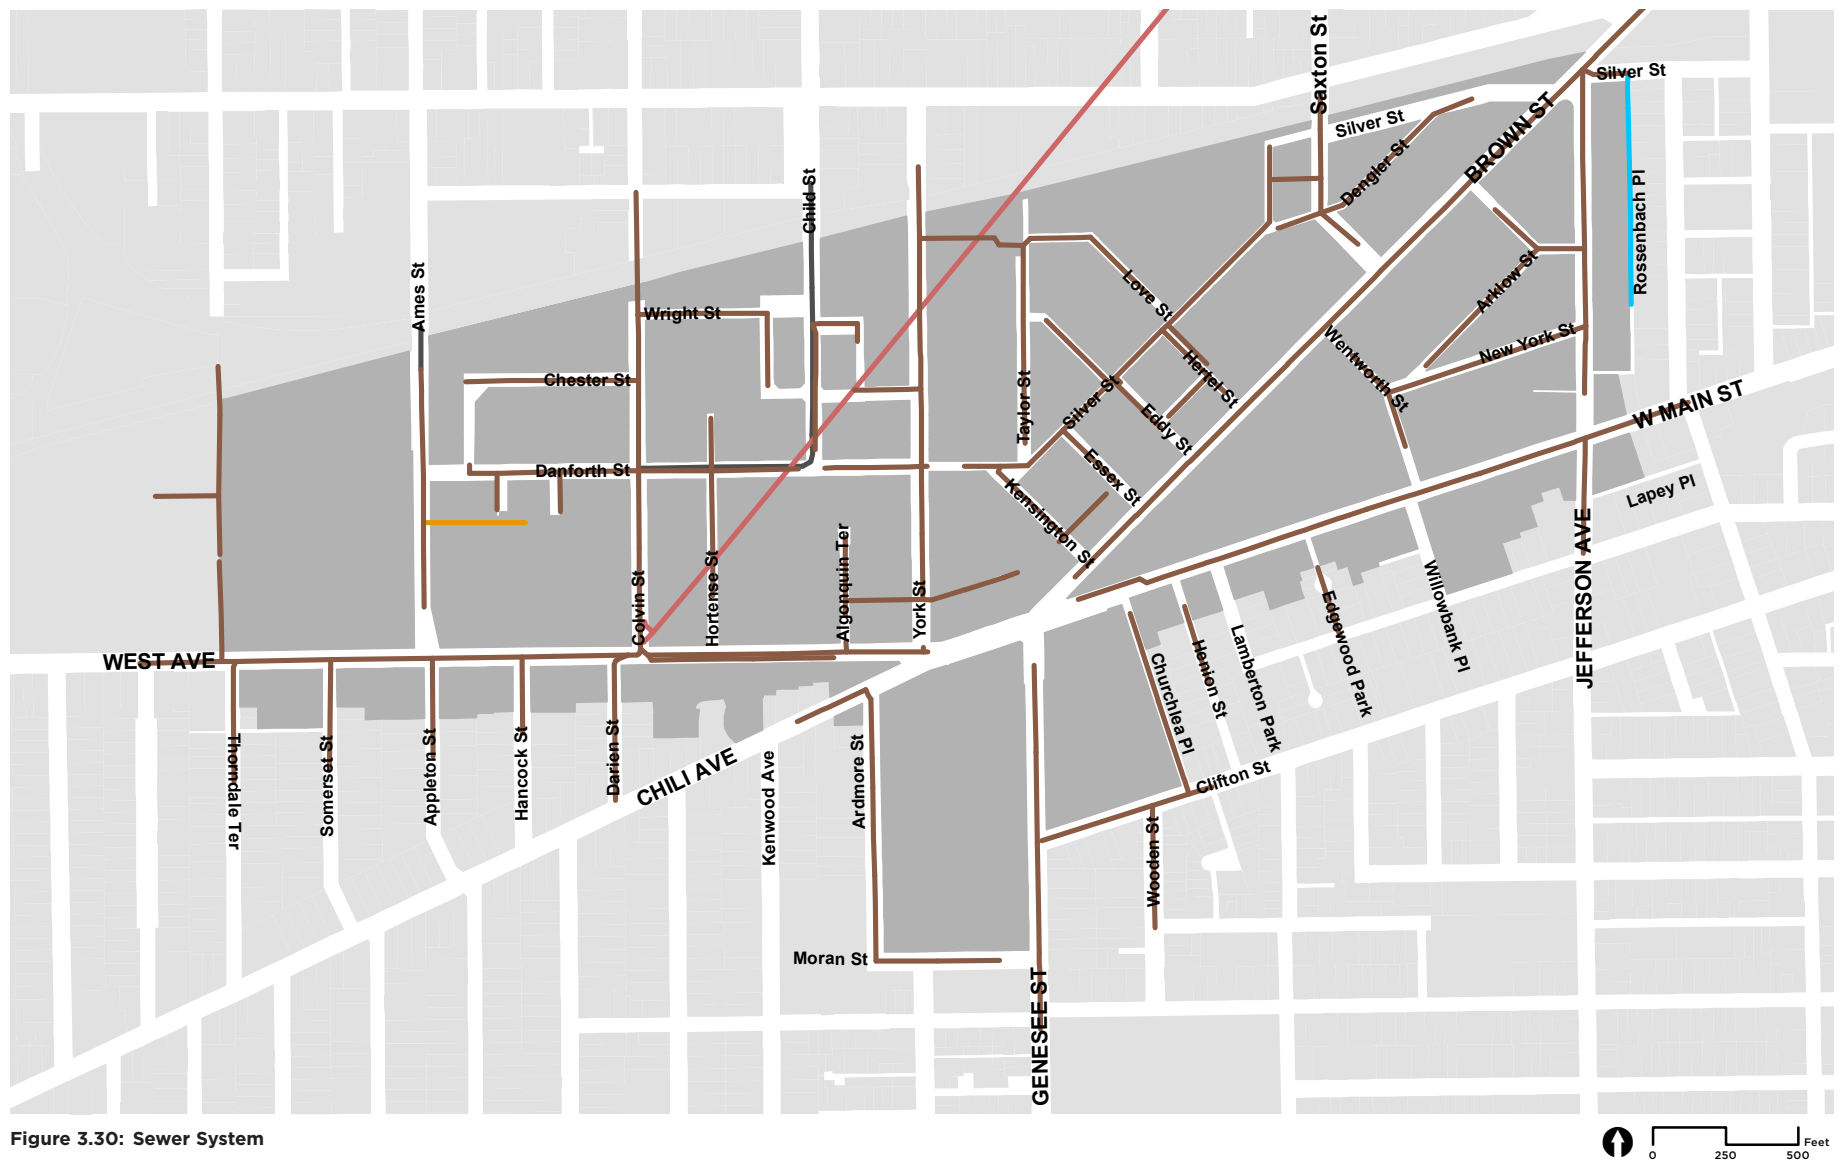 Saxton St
Silver St
Silver St
BROWN ST
Dengler St
Child St
Rossenbach Pl
Ames St
Love St
Arklow St
Wright St
New York St
Wentworth St
Hertel St
Chester St
Taylor St
Silver St
Eddy St
W MAIN ST
Danforth St
Essex St
Kensington St
Lapey Pl
Algonquin Ter
Colvin St
Hortense St
York St
JEFFERSON AVE
Willowbank Pl
Edgewood Park
WEST AVE
Henion St
Lamberton Park
Churchlea Pl
Thorndale Ter
Somerset St
Appleton St
Hancock St
Darien St
CHILI AVE
Kenwood Ave
Ardmore St
Clifton St
Wooden St
Moran St
GENESEE ST
Figure 3.30: Sewer System
Feet
0 250 500